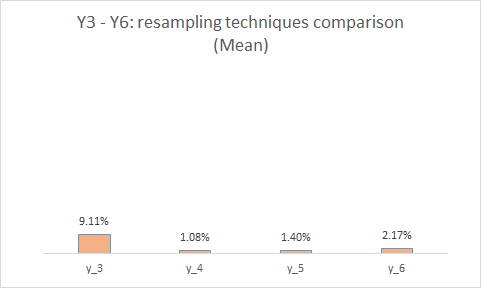 Y3 - Y6: resampling techniques comparison
(Mean)
9.11%
1.08%
1.40%
2.17%
y_3
y_4
y_5
y_6